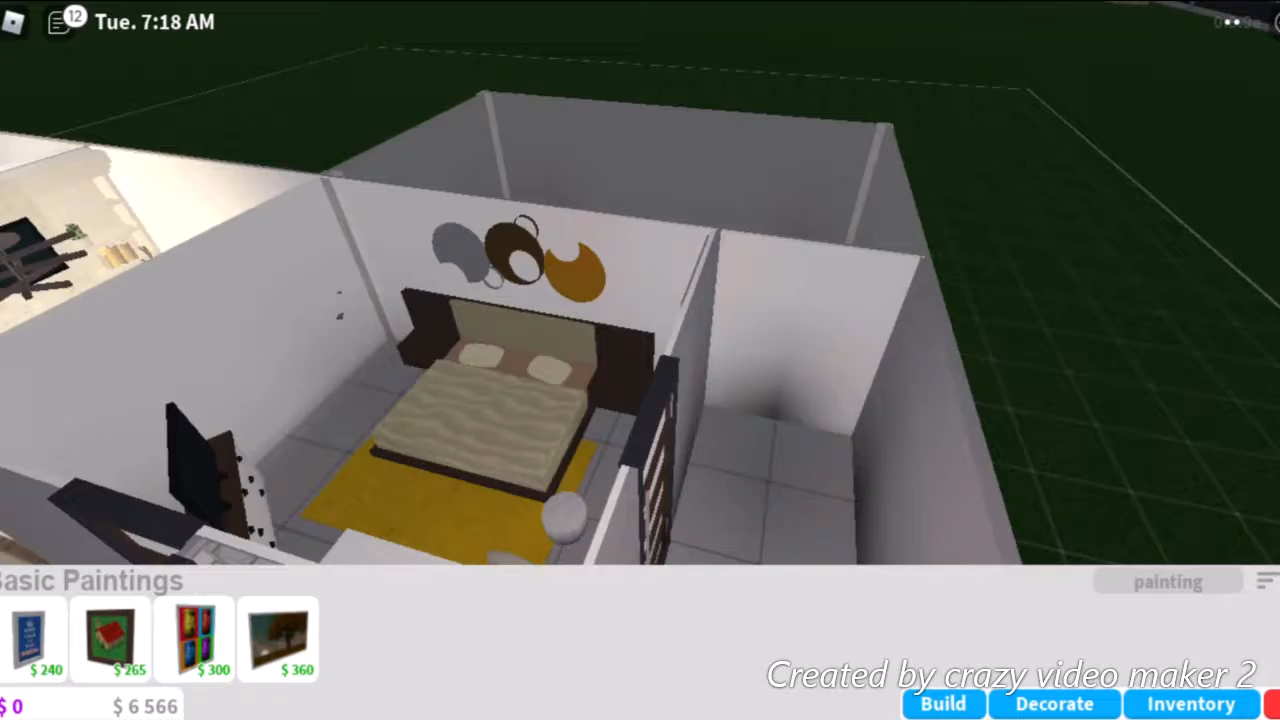 12
Tue. 7:18 AM
Basic Paintings
painting
$ 240
$ 265
$ 300
$ 360
Created by crazy video maker 2
$ 0
$ 6 566
Build
Decorate
Inventory